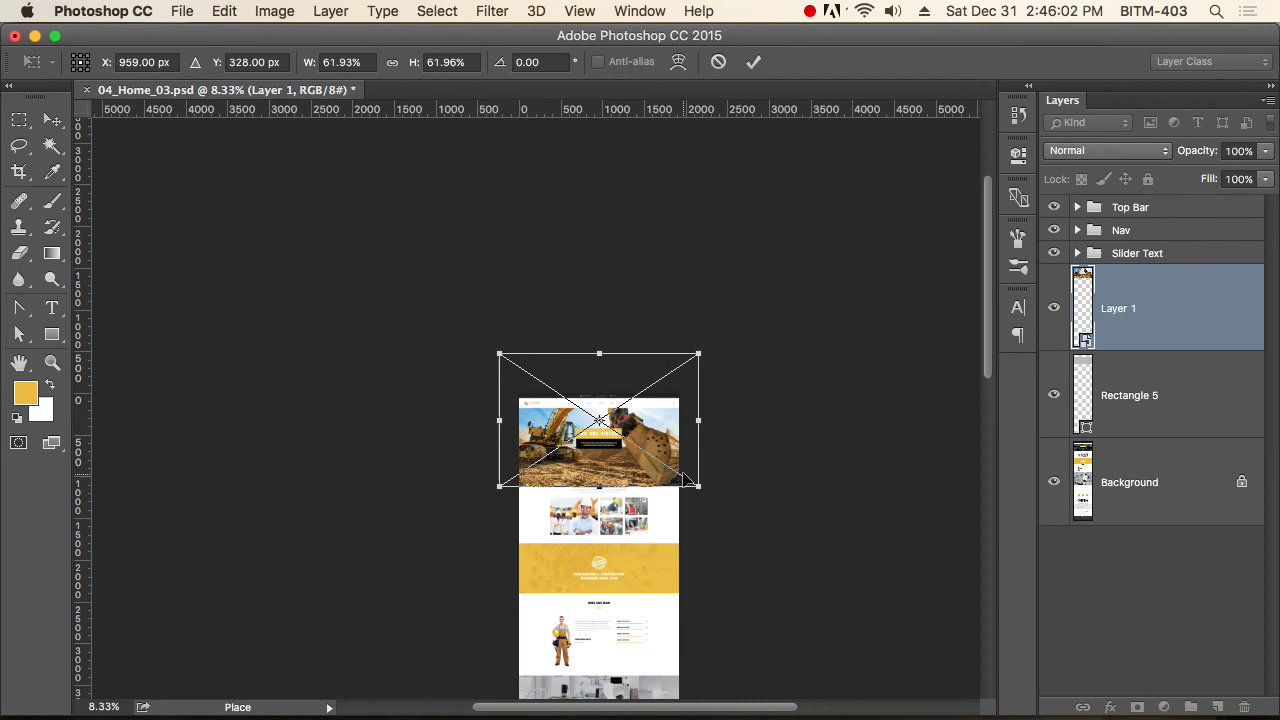 Photoshop CC File Edit Image Layer Type Select Filter 3D View Window Help Sat Dec 31 2:46:02 PM BITM-403
Adobe Photoshop CC 2015
X: 959.00 px Y: 328.00 px W: 61.93% H: 61.96% 0.00 ° Anti-alias Layer Class
04_Home_03.psd @ 8.33% (Layer 1, RGB/8#) *
Layers
5000 4500 4000 3500 3000 2500 2000 1500 1000 500 0 500 1000 1500 2000 2500 3000 3500 4000 4500 5000
Kind
Normal Opacity: 100%
Lock: Fill: 100%
Top Bar
Nav
Slider Text
Layer 1
Rectangle 5
Background
MEET OUR TEAM
8.33% Place